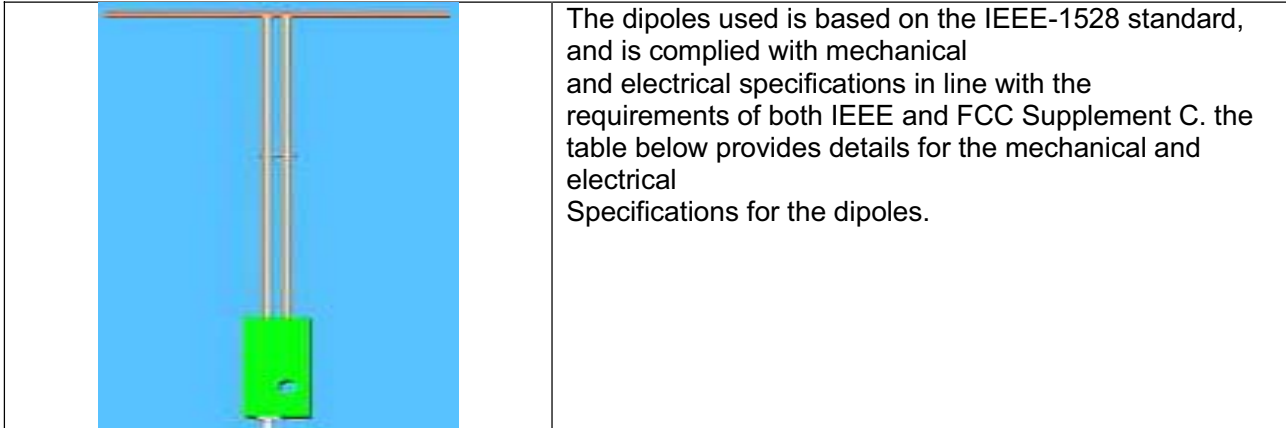 The dipoles used is based on the IEEE-1528 standard,
and is complied with mechanical
and electrical specifications in line with the
requirements of both IEEE and FCC Supplement C. the
table below provides details for the mechanical and
electrical
Specifications for the dipoles.